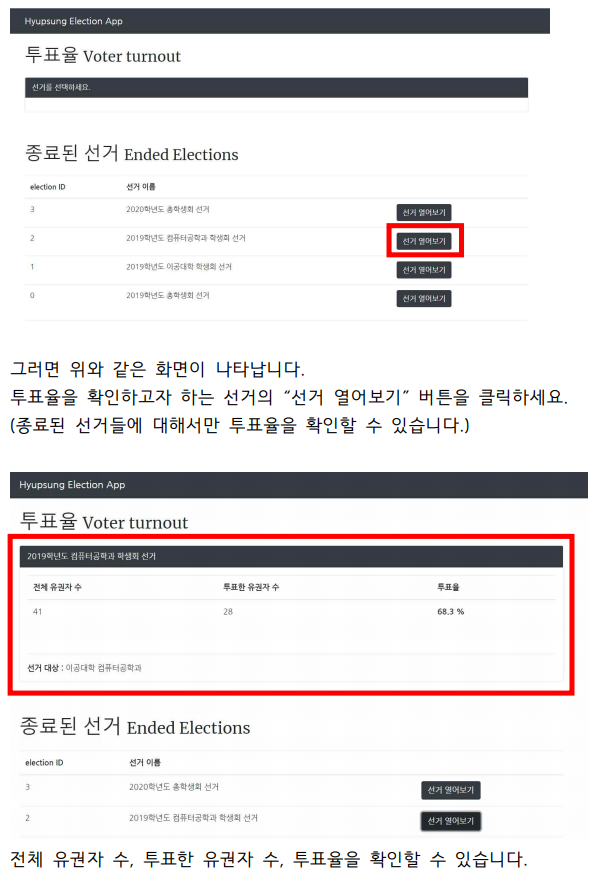 Hyupsung Election App
투표율 Voter turnout
선거를 선택하세요.
종료된 선거 Ended Elections
election ID 선거 이름
3 2020학년도 총학생회 선거 선거 열어보기
2 2019학년도 컴퓨터공학과 학생회 선거 선거 열어보기
1 2019학년도 이공대학 학생회 선거 선거 열어보기
0 2019학년도 총학생회 선거 선거 열어보기
그러면 위와 같은 화면이 나타납니다.
투표율을 확인하고자 하는 선거의 “선거 열어보기” 버튼을 클릭하세요.
(종료된 선거들에 대해서만 투표율을 확인할 수 있습니다.)
Hyupsung Election App
투표율 Voter turnout
2019학년도 컴퓨터공학과 학생회 선거
전체 유권자 수 투표한 유권자 수 투표율
41 28 68.3 %
선거 대상 : 이공대학 컴퓨터공학과
종료된 선거 Ended Elections
election ID 선거 이름
3 2020학년도 총학생회 선거 선거 열어보기
2 2019학년도 컴퓨터공학과 학생회 선거 선거 열어보기
전체 유권자 수, 투표한 유권자 수, 투표율을 확인할 수 있습니다.